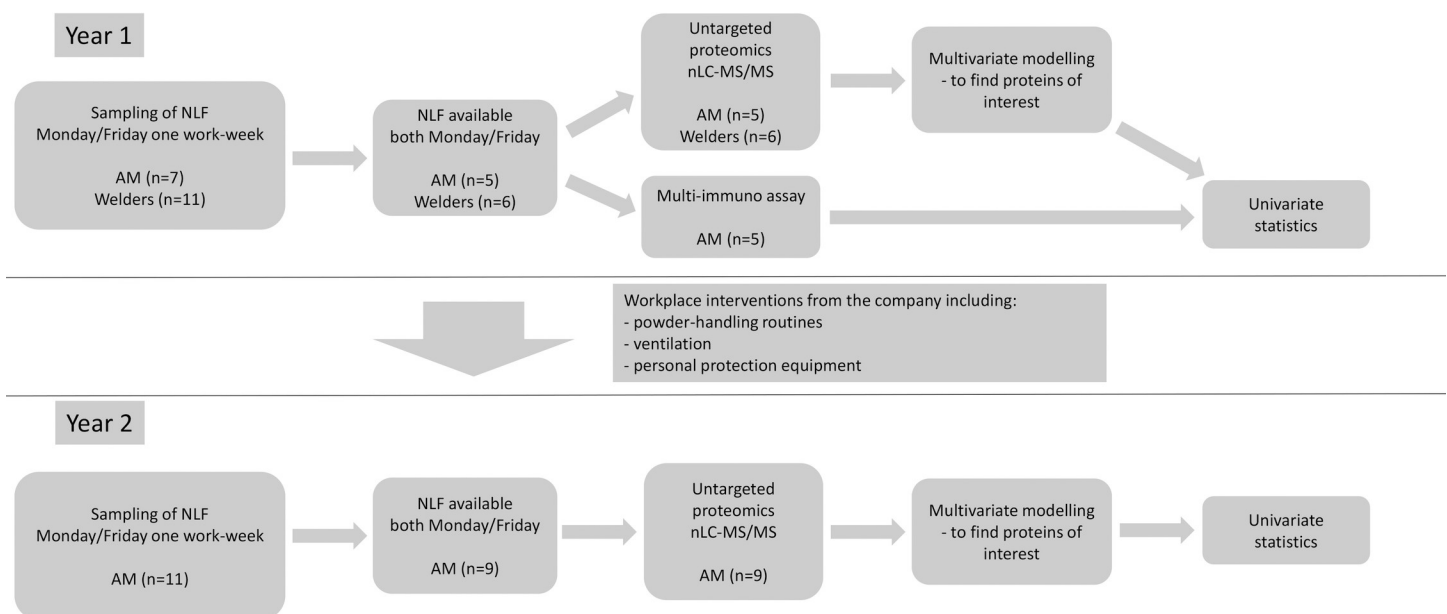 Year 1
Sampling of NLF
Monday/Friday one work-week
AM (n=7)
Welders (n=11)
NLF available
both Monday/Friday
AM (n=5)
Welders (n=6)
Untargeted
proteomics
nLC-MS/MS
AM (n=5)
Welders (n=6)
Multi-immuno assay
AM (n=5)
Multivariate modelling
- to find proteins of
interest
Univariate
statistics
Workplace interventions from the company including:
- powder-handling routines
- ventilation
- personal protection equipment
Year 2
Sampling of NLF
Monday/Friday one work-week
AM (n=11)
NLF available
both Monday/Friday
AM (n=9)
Untargeted
proteomics
nLC-MS/MS
AM (n=9)
Multivariate modelling
- to find proteins of
interest
Univariate
statistics